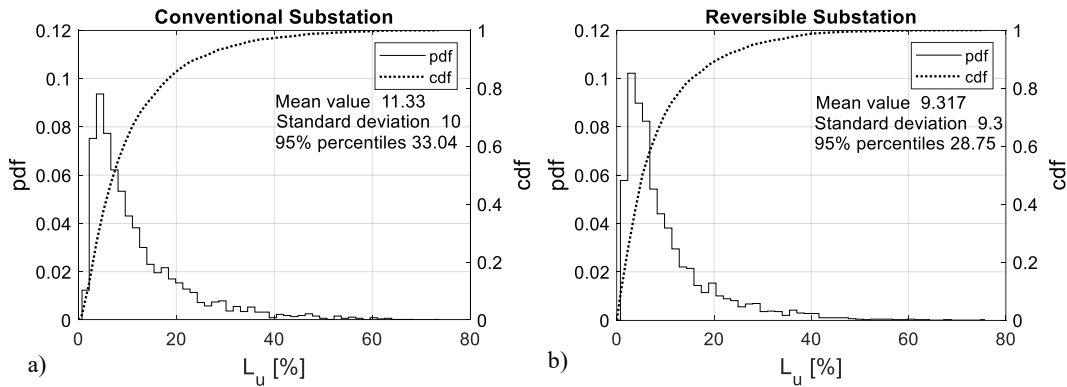 Conventional Substation
0.12
0.1
0.08
0.06
0.04
0.02
0
pdf
1
0.8
0.6
0.4
0.2
0
cdf
pdf
cdf
Mean value 11.33
Standard deviation 10
95% percentiles 33.04
0 20 40 60 80
L_u [%]
a)
Reversible Substation
0.12
0.1
0.08
0.06
0.04
0.02
0
pdf
1
0.8
0.6
0.4
0.2
0
cdf
pdf
cdf
Mean value 9.317
Standard deviation 9.3
95% percentiles 28.75
0 20 40 60 80
L_u [%]
b)